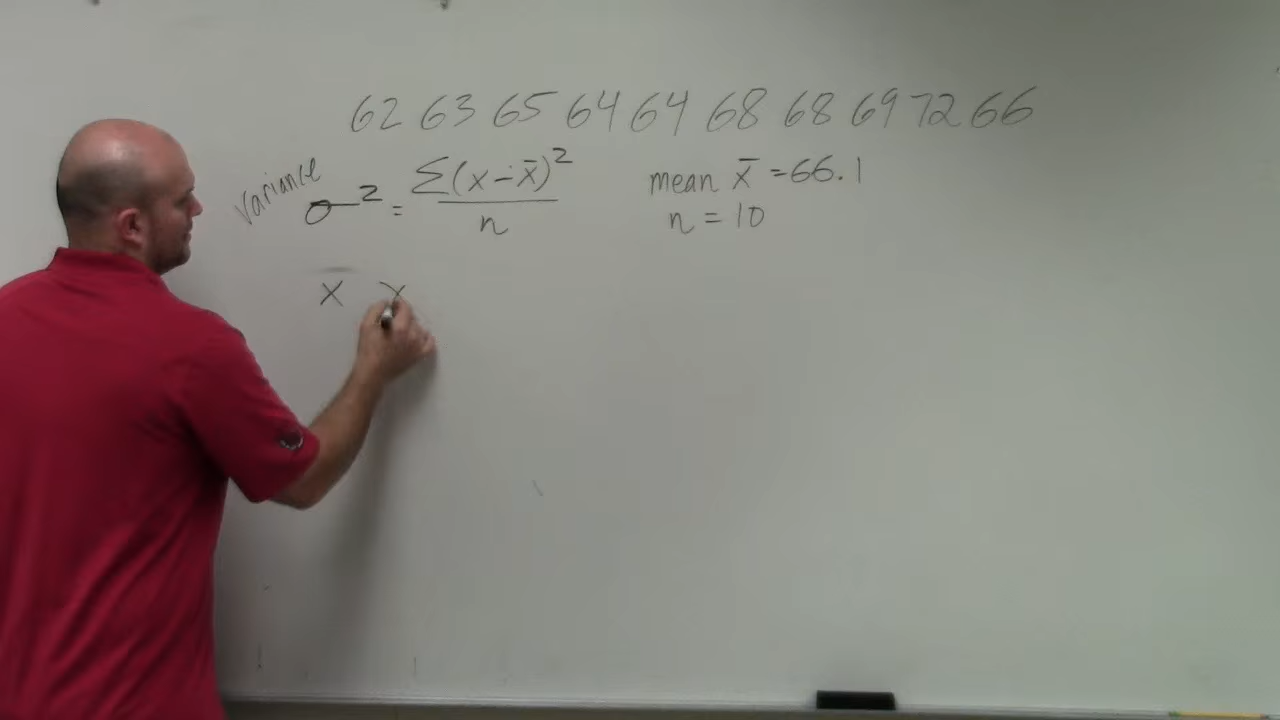 62 63 65 64 64 68 68 69 72 66
variance σ² = Σ(x - x̄)² / n
mean x̄ = 66.1
n = 10
x x